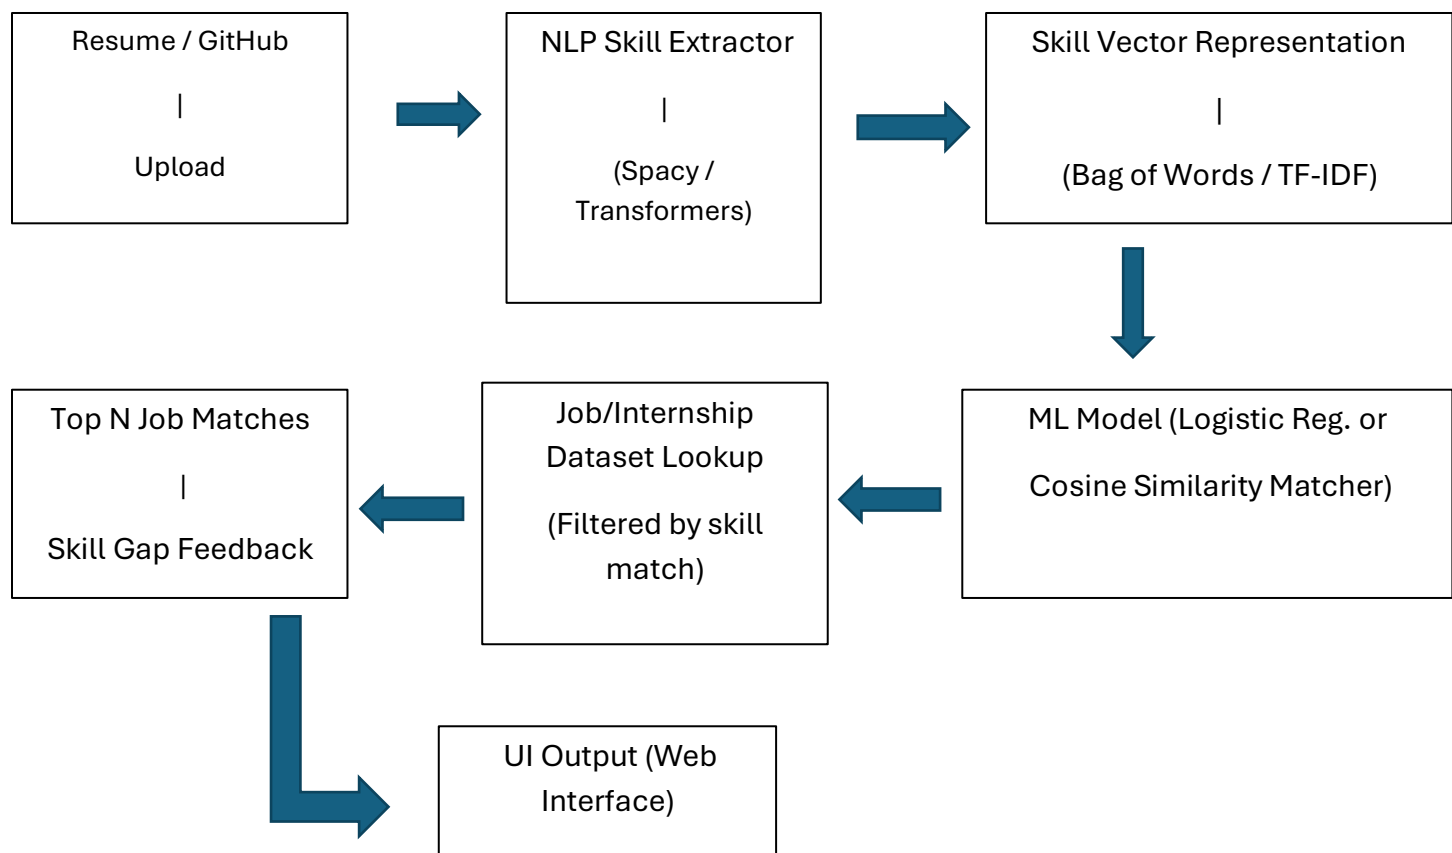 Resume / GitHub
|
Upload
NLP Skill Extractor
|
(Spacy /
Transformers)
Skill Vector Representation
|
(Bag of Words / TF-IDF)
ML Model (Logistic Reg. or
Cosine Similarity Matcher)
Job/Internship
Dataset Lookup
(Filtered by skill
match)
Top N Job Matches
|
Skill Gap Feedback
UI Output (Web
Interface)